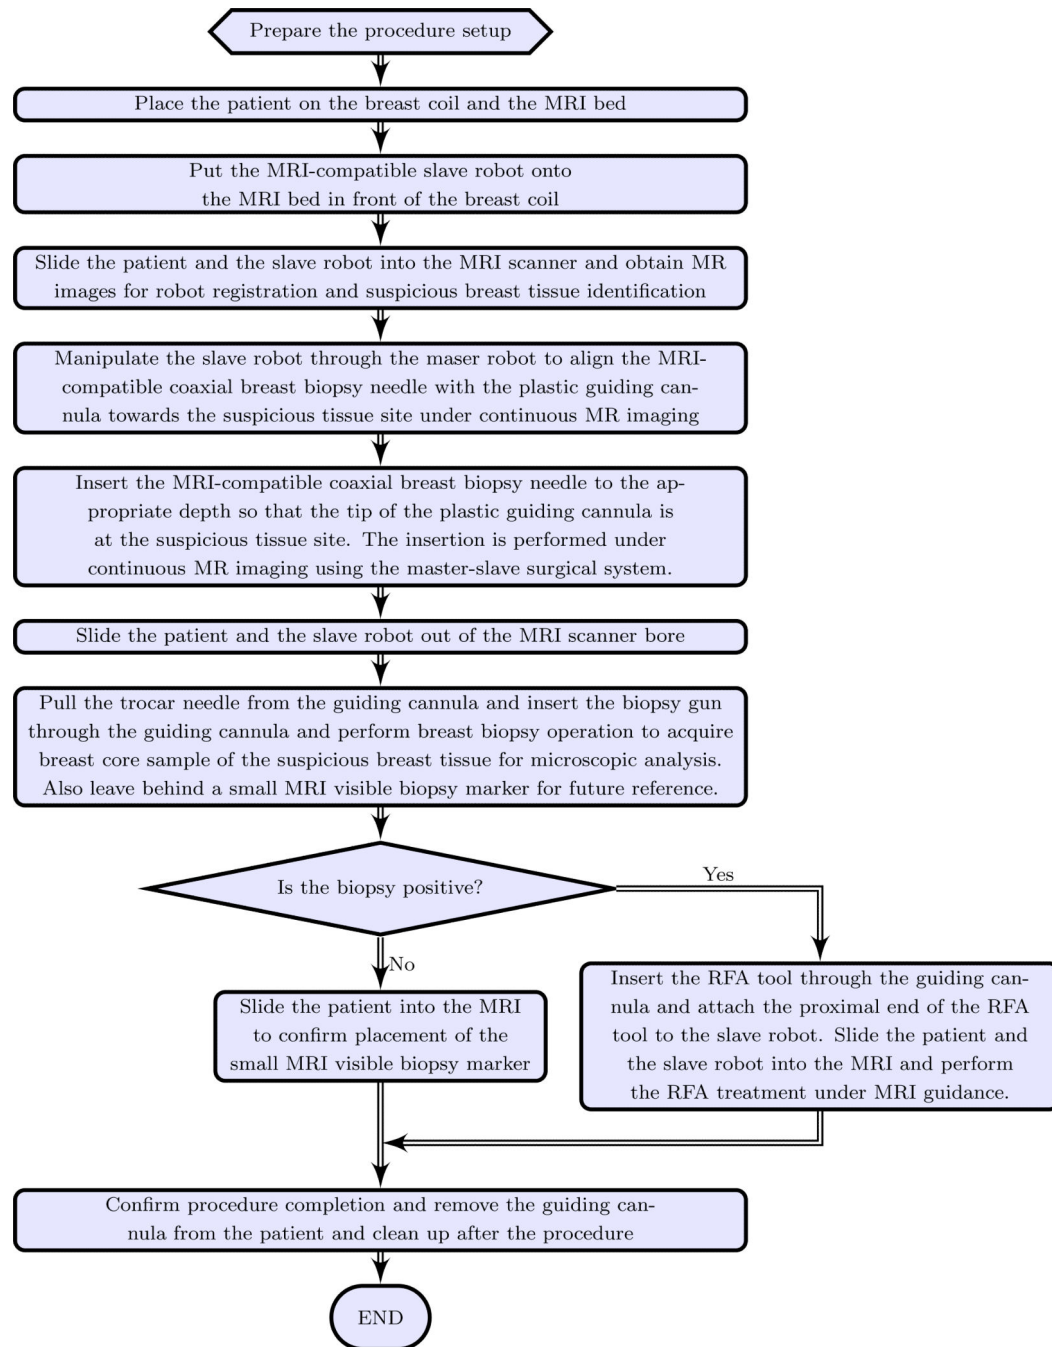 Prepare the procedure setup
Place the patient on the breast coil and the MRI bed
Put the MRI-compatible slave robot onto
the MRI bed in front of the breast coil
Slide the patient and the slave robot into the MRI scanner and obtain MR
images for robot registration and suspicious breast tissue identification
Manipulate the slave robot through the maser robot to align the MRI-
compatible coaxial breast biopsy needle with the plastic guiding can-
nula towards the suspicious tissue site under continuous MR imaging
Insert the MRI-compatible coaxial breast biopsy needle to the ap-
propriate depth so that the tip of the plastic guiding cannula is
at the suspicious tissue site. The insertion is performed under
continuous MR imaging using the master-slave surgical system.
Slide the patient and the slave robot out of the MRI scanner bore
Pull the trocar needle from the guiding cannula and insert the biopsy gun
through the guiding cannula and perform breast biopsy operation to acquire
breast core sample of the suspicious breast tissue for microscopic analysis.
Also leave behind a small MRI visible biopsy marker for future reference.
Is the biopsy positive?
Yes
No
Slide the patient into the MRI
to confirm placement of the
small MRI visible biopsy marker
Insert the RFA tool through the guiding can-
nula and attach the proximal end of the RFA
tool to the slave robot. Slide the patient and
the slave robot into the MRI and perform
the RFA treatment under MRI guidance.
Confirm procedure completion and remove the guiding can-
nula from the patient and clean up after the procedure
END